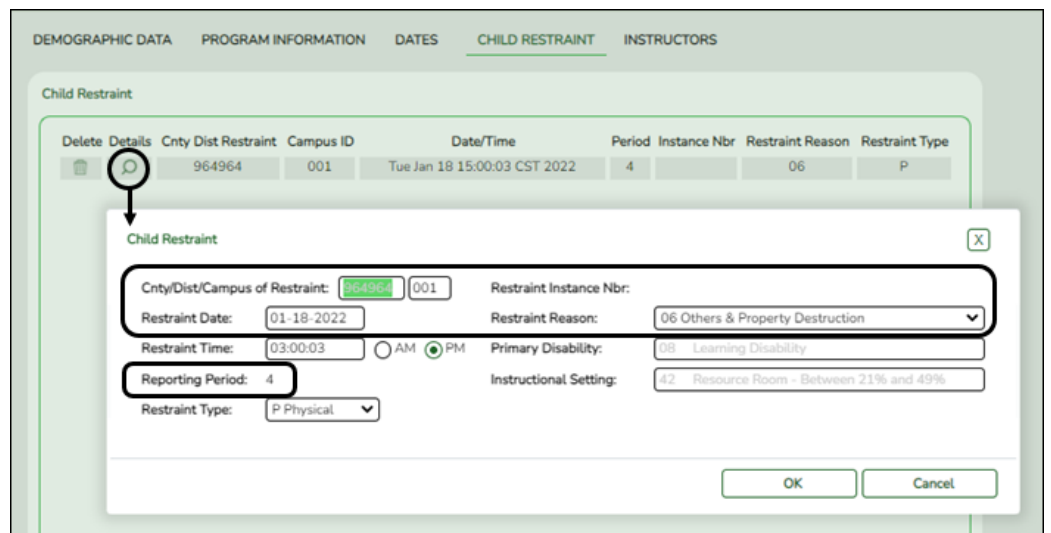 DEMOGRAPHIC DATA PROGRAM INFORMATION DATES CHILD RESTRAINT INSTRUCTORS
Child Restraint
Delete Details Cnty Dist Restraint Campus ID Date/Time Period Instance Nbr Restraint Reason Restraint Type
964964 001 Tue Jan 18 15:00:03 CST 2022 4 06 P
Child Restraint X
Cnty/Dist/Campus of Restraint: 964964 001 Restraint Instance Nbr:
Restraint Date: 01-18-2022 Restraint Reason: 06 Others & Property Destruction
Restraint Time: 03:00:03 AM PM Primary Disability: 08 Learning Disability
Reporting Period: 4 Instructional Setting: 42 Resource Room - Between 21% and 49%
Restraint Type: P Physical
OK Cancel